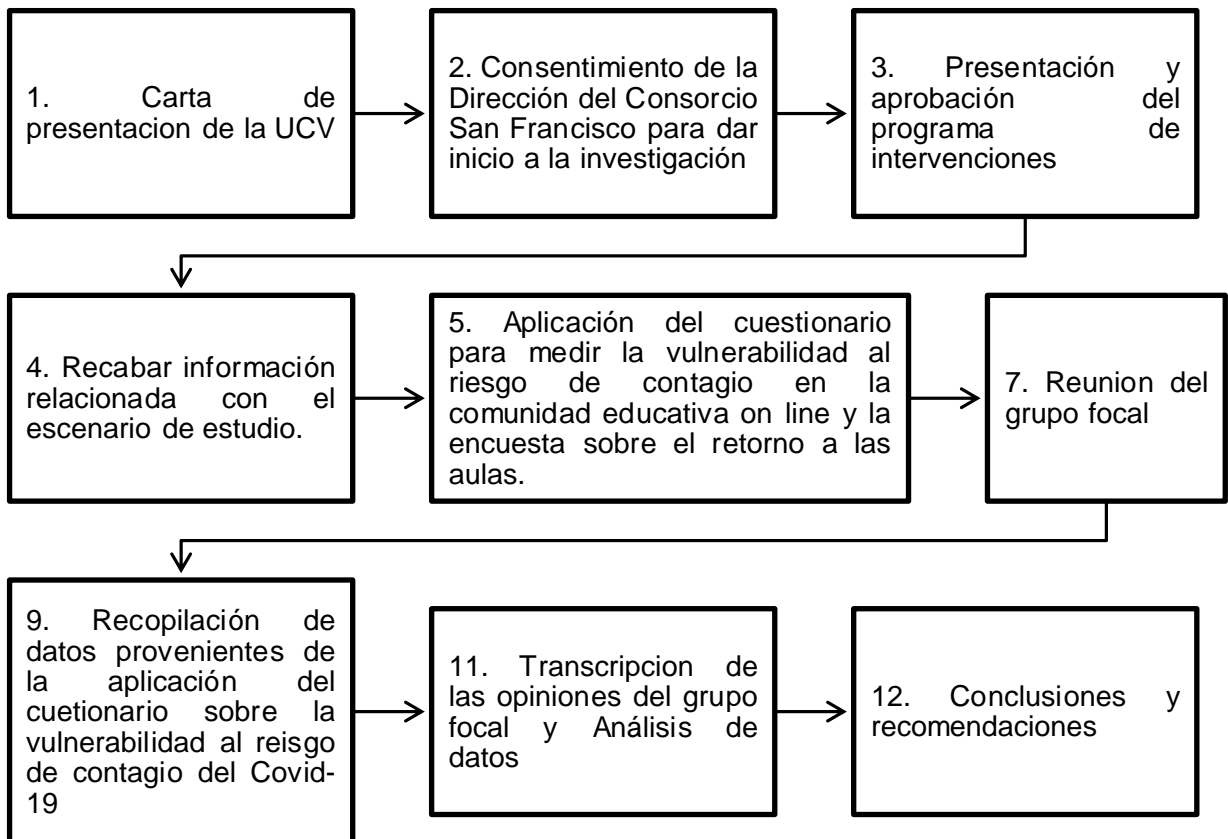 1. Carta de
presentacion de la UCV
2. Consentimiento de la
Dirección del Consorcio
San Francisco para dar
inicio a la investigación
3. Presentación y
aprobación del
programa de
intervenciones
4. Recabar información
relacionada con el
escenario de estudio.
5. Aplicación del cuestionario
para medir la vulnerabilidad al
riesgo de contagio en la
comunidad educativa on line y la
encuesta sobre el retorno a las
aulas.
7. Reunion del
grupo focal
9. Recopilación de
datos provenientes de
la aplicación del
cuetionario sobre la
vulnerabilidad al reisgo
de contagio del Covid-
19
11. Transcripcion de
las opiniones del grupo
focal y Análisis de
datos
12. Conclusiones y
recomendaciones